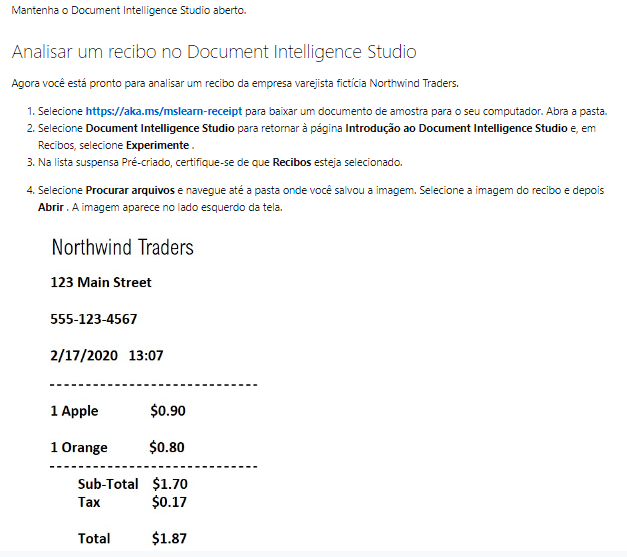 Mantenha o Document Intelligence Studio aberto.
Analisar um recibo no Document Intelligence Studio
Agora você está pronto para analisar um recibo da empresa varejista fictícia Northwind Traders.
1. Selecione https://aka.ms/mslearn-receipt para baixar um documento de amostra para o seu computador. Abra a pasta.
2. Selecione Document Intelligence Studio para retornar à página Introdução ao Document Intelligence Studio e, em
Recibos, selecione Experimente .
3. Na lista suspensa Pré-criado, certifique-se de que Recibos esteja selecionado.
4. Selecione Procurar arquivos e navegue até a pasta onde você salvou a imagem. Selecione a imagem do recibo e depois
Abrir . A imagem aparece no lado esquerdo da tela.
Northwind Traders
123 Main Street
555-123-4567
2/17/2020 13:07
------------------------------
1 Apple $0.90
1 Orange $0.80
------------------------------
Sub-Total $1.70
Tax $0.17
Total $1.87